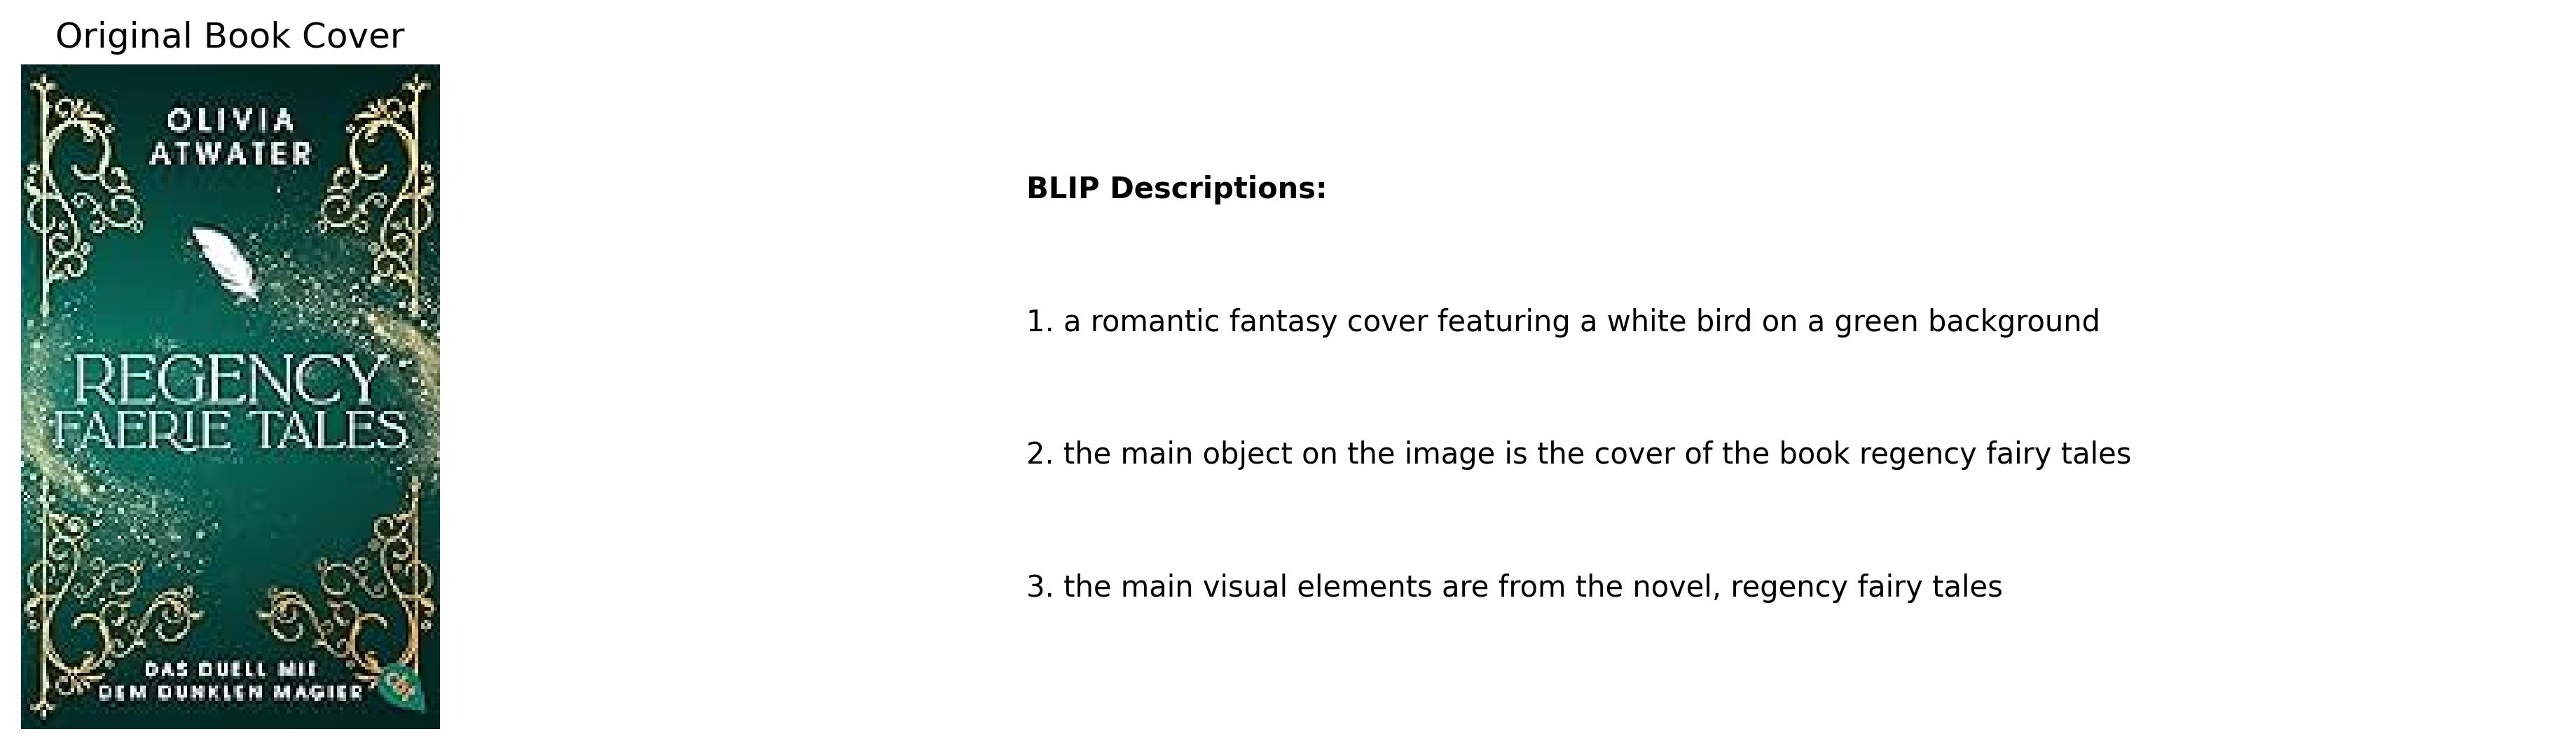 Original Book Cover
OLIVIA
ATWATER
REGENCY
FAERIE TALES
DAS DUELL MIT
DEM DUNKLEN MAGIER
BLIP Descriptions:
1. a romantic fantasy cover featuring a white bird on a green background
2. the main object on the image is the cover of the book regency fairy tales
3. the main visual elements are from the novel, regency fairy tales